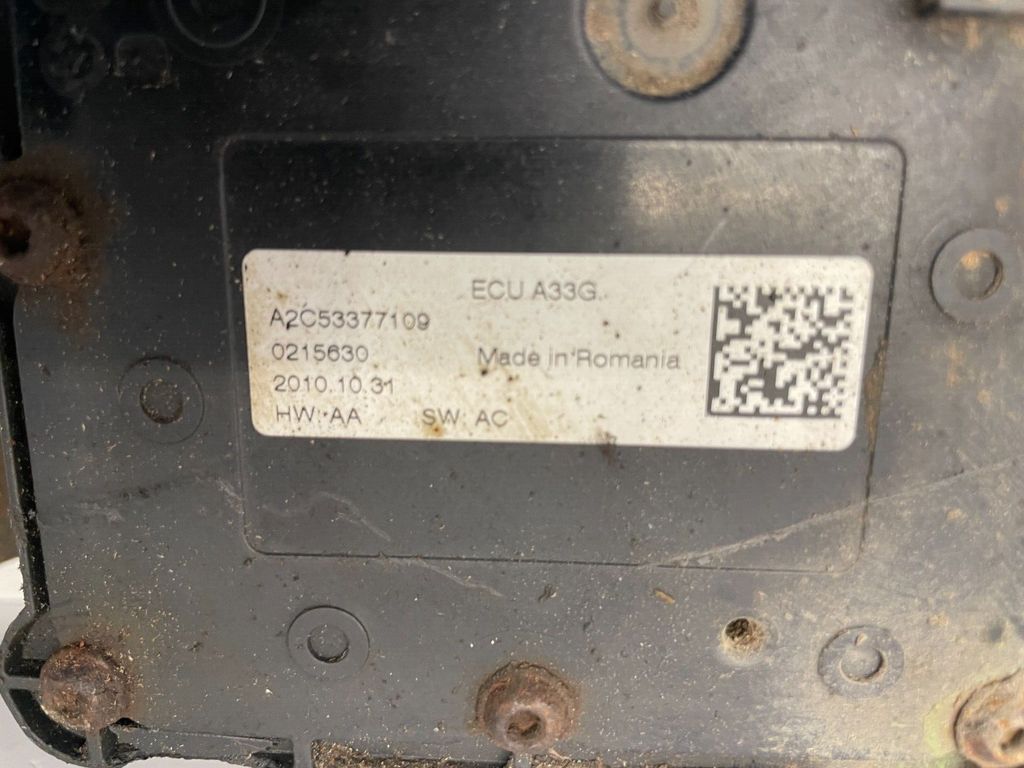 ECU A33G
A2C53377109
0215630 Made in Romania
2010.10.31
HW: AA SW: AC